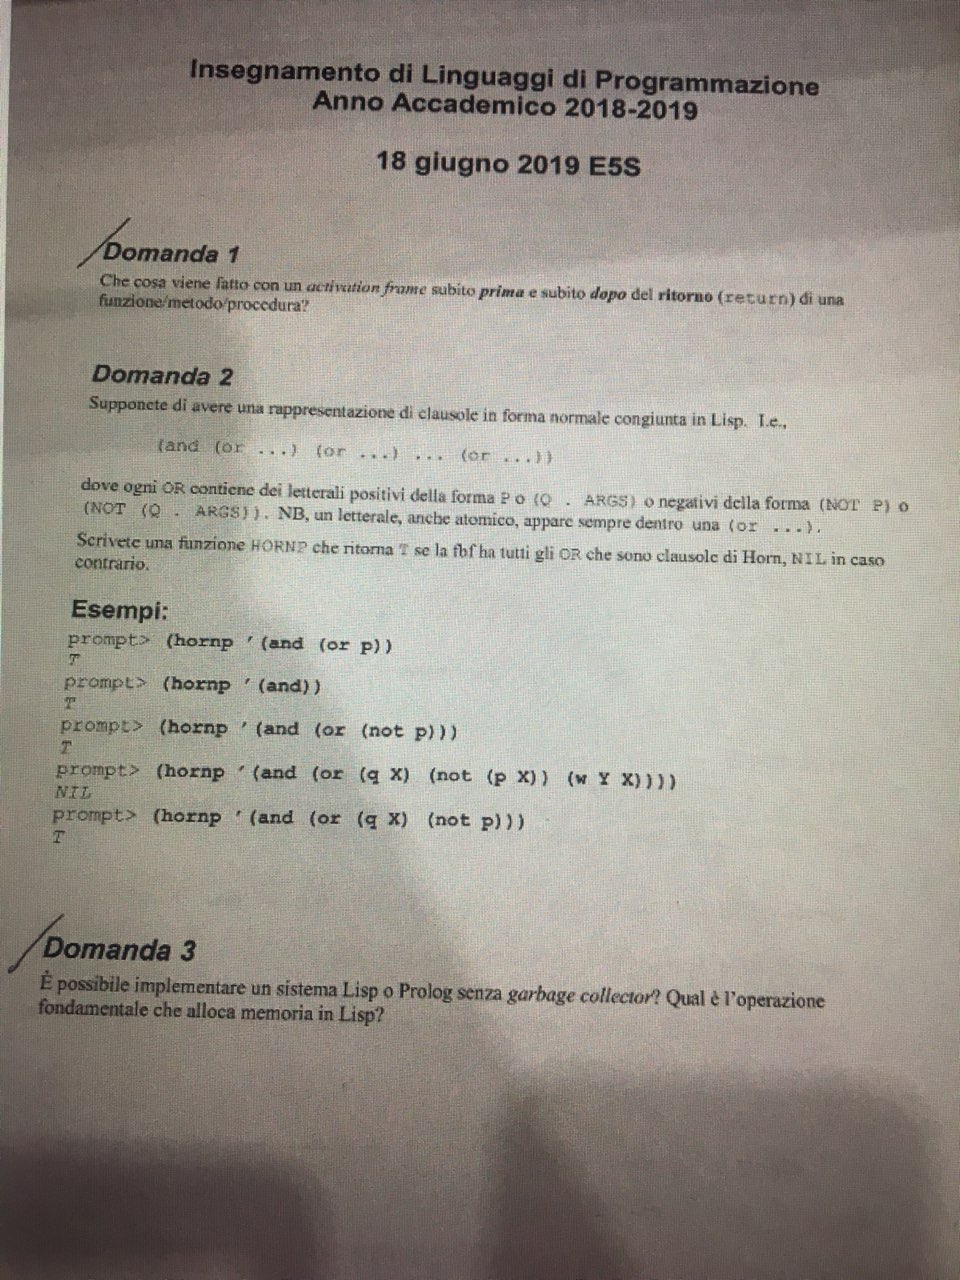 Insegnamento di Linguaggi di Programmazione
Anno Accademico 2018-2019
18 giugno 2019 E5S
Domanda 1
Che cosa viene fatto con un activation frame subito prima e subito dopo del ritorno (return) di una
funzione/metodo/procedura?
Domanda 2
Supponete di avere una rappresentazione di clausole in forma normale congiunta in Lisp. I.e.,
(and (or ...) (or ...) ... (or ...))
dove ogni OR contiene dei letterali positivi della forma P o (Q . ARGS) o negativi della forma (NOT P) o
(NOT (Q . ARGS)). NB, un letterale, anche atomico, appare sempre dentro una (or ...).
Scrivete una funzione HORNP che ritorna T se la fbf ha tutti gli OR che sono clausole di Horn, NIL in caso
contrario.
Esempi:
prompt> (hornp '(and (or p))
T
prompt> (hornp '(and))
T
prompt> (hornp '(and (or (not p)))
T
prompt> (hornp '(and (or (q X) (not (p X)) (w Y X))))
NIL
prompt> (hornp '(and (or (q X) (not p)))
T
Domanda 3
È possibile implementare un sistema Lisp o Prolog senza garbage collector? Qual è l'operazione
fondamentale che alloca memoria in Lisp?